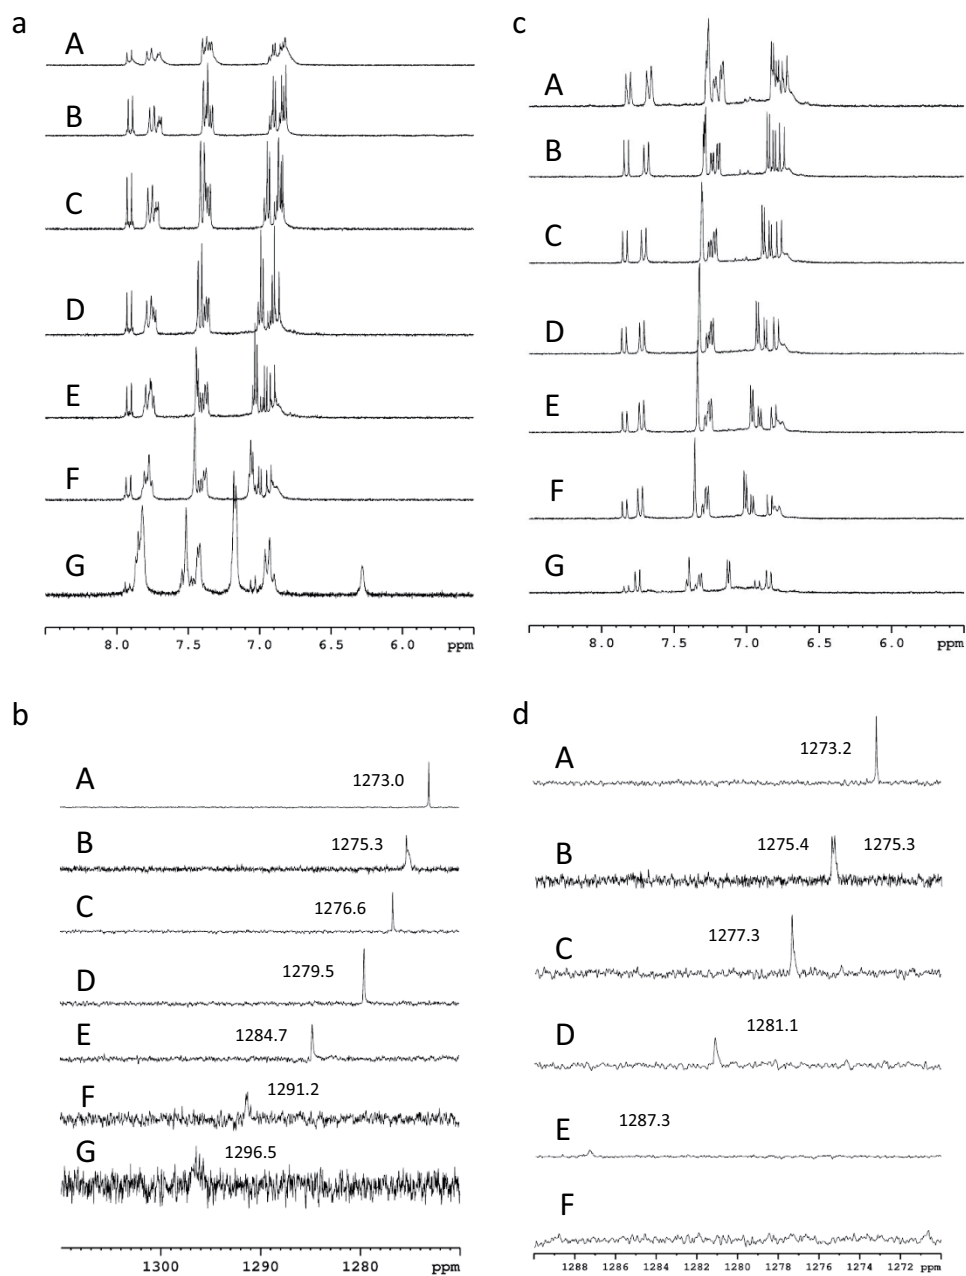 a
A
B
C
D
E
F
G
8.0 7.5 7.0 6.5 6.0 ppm
c
A
B
C
D
E
F
G
8.0 7.5 7.0 6.5 6.0 ppm
b
A 1273.0
B 1275.3
C 1276.6
D 1279.5
E 1284.7
F 1291.2
G 1296.5
1300 1290 1280 ppm
d
A 1273.2
B 1275.4 1275.3
C 1277.3
D 1281.1
E 1287.3
F
1288 1286 1284 1282 1280 1278 1276 1274 1272 ppm